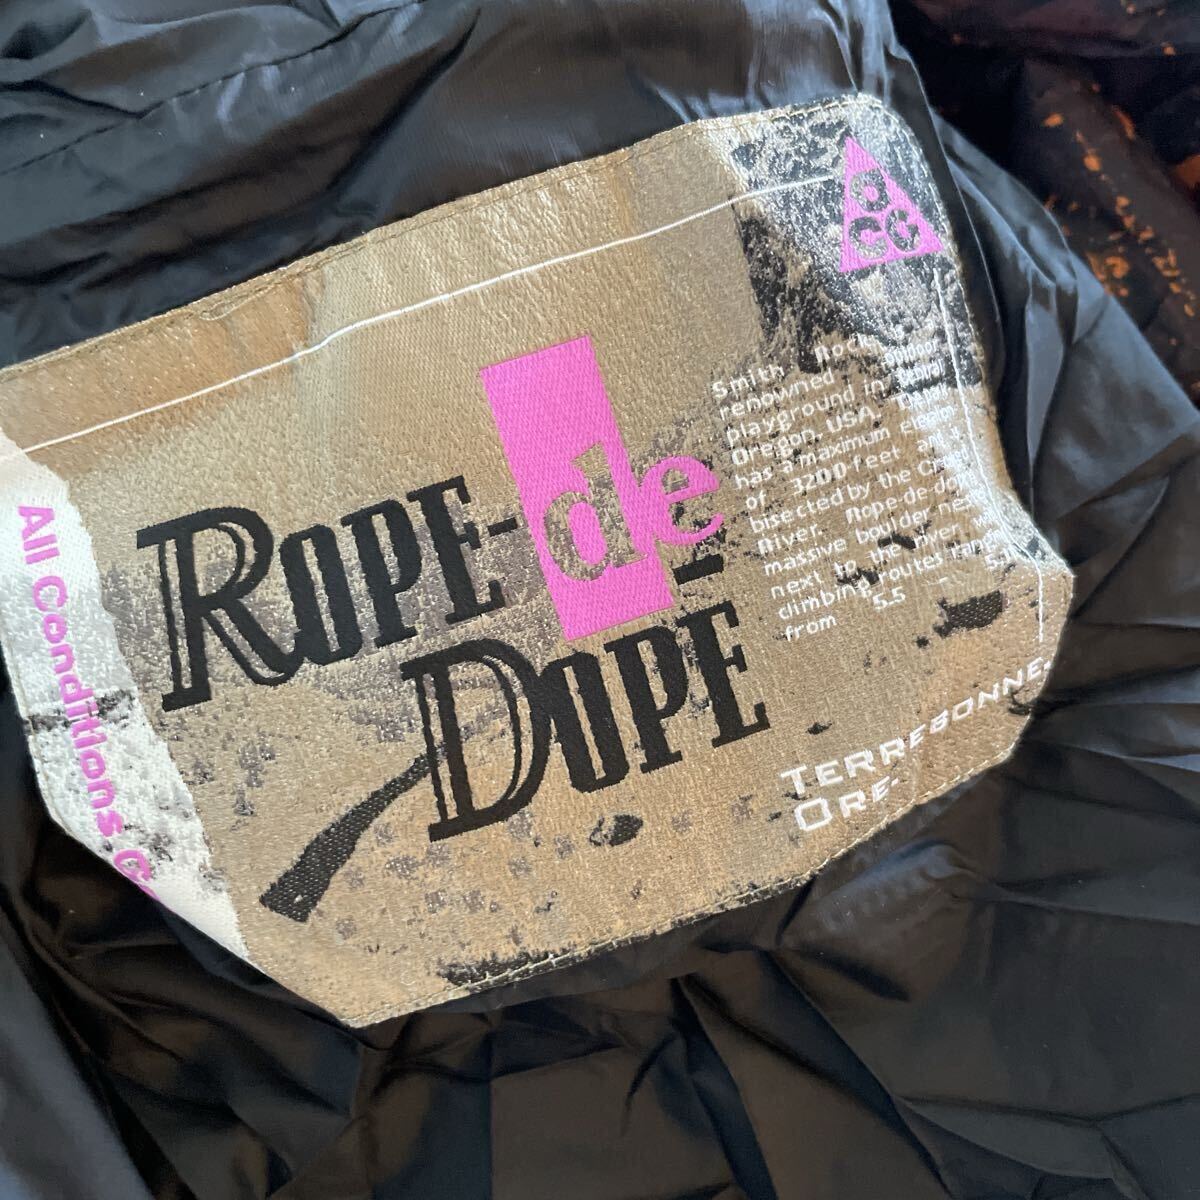 ACG
Smith Rock
renowned outdoor
playground in
Oregon, USA.
has a maximum
of 3200 feet and
bisected by the
River. Rope-de-dope
massive boulder
next to the river
climbing routes
from 5.5 -
ROPE-de-
DOPE
TERREBONNE,
ORE-
All Conditions